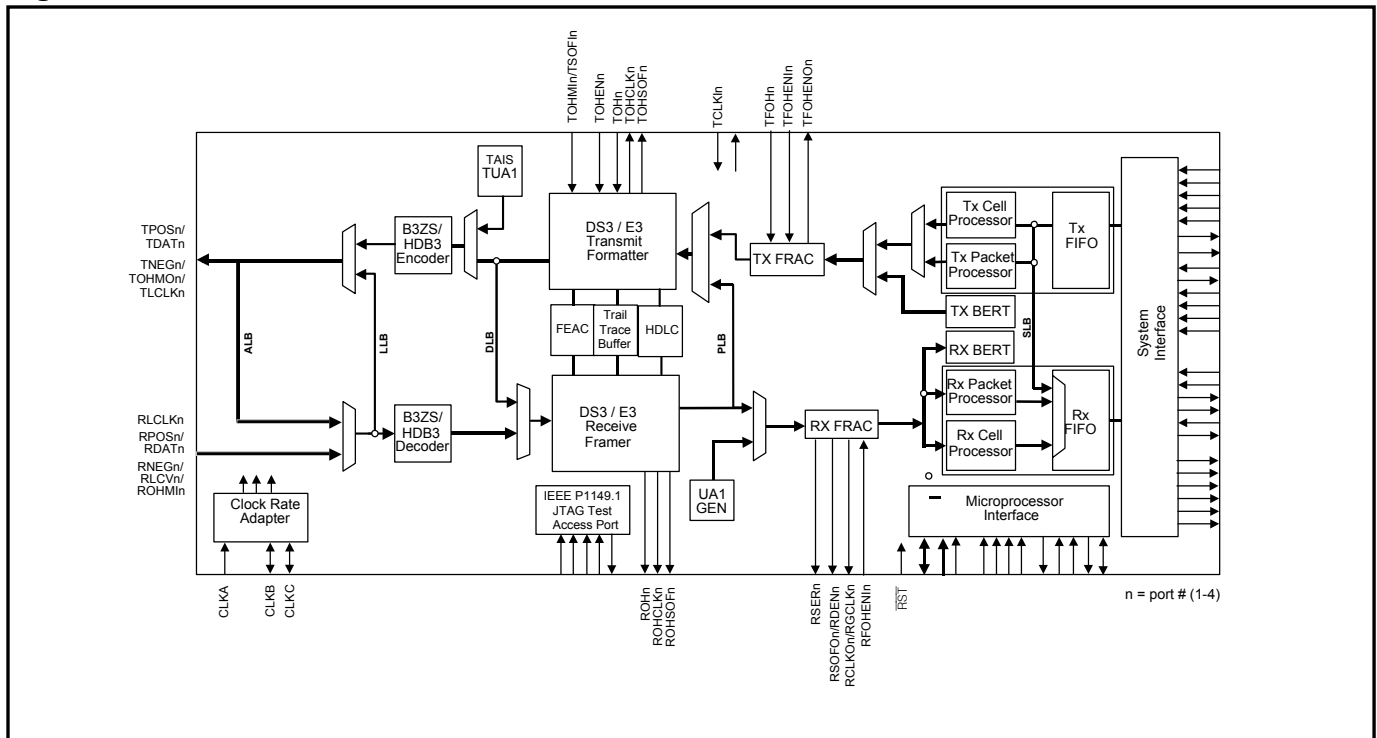 TOHMIn/TSOFIn
TOHENn
TOHn
TOHCLKn
TOHSOFn
TCLKIn
TFOHn
TFOHENIn
TFOHENOn
TAIS
TUA1
TPOSn/
TDATn
TNEGn/
TOHMOn/
TLCLKn
B3ZS/
HDB3
Encoder
DS3 / E3
Transmit
Formatter
TX FRAC
Tx Cell
Processor
Tx Packet
Processor
Tx
FIFO
TX BERT
System
Interface
FEAC
Trail
Trace
Buffer
HDLC
ALB
LLB
DLB
PLB
SLB
RX BERT
RLCLKn
RPOSn/
RDATn
RNEGn/
RLCVn/
ROHMIn
B3ZS/
HDB3
Decoder
DS3 / E3
Receive
Framer
RX FRAC
Rx Packet
Processor
Rx Cell
Processor
Rx
FIFO
Clock Rate
Adapter
IEEE P1149.1
JTAG Test
Access Port
UA1
GEN
Microprocessor
Interface
CLKA
CLKB
CLKC
ROHn
ROHCLKn
ROHSOFn
RSERn
RSOFOn/RDENn
RCLKOn/RGCLKn
RFOHENIn
RST
n = port # (1-4)